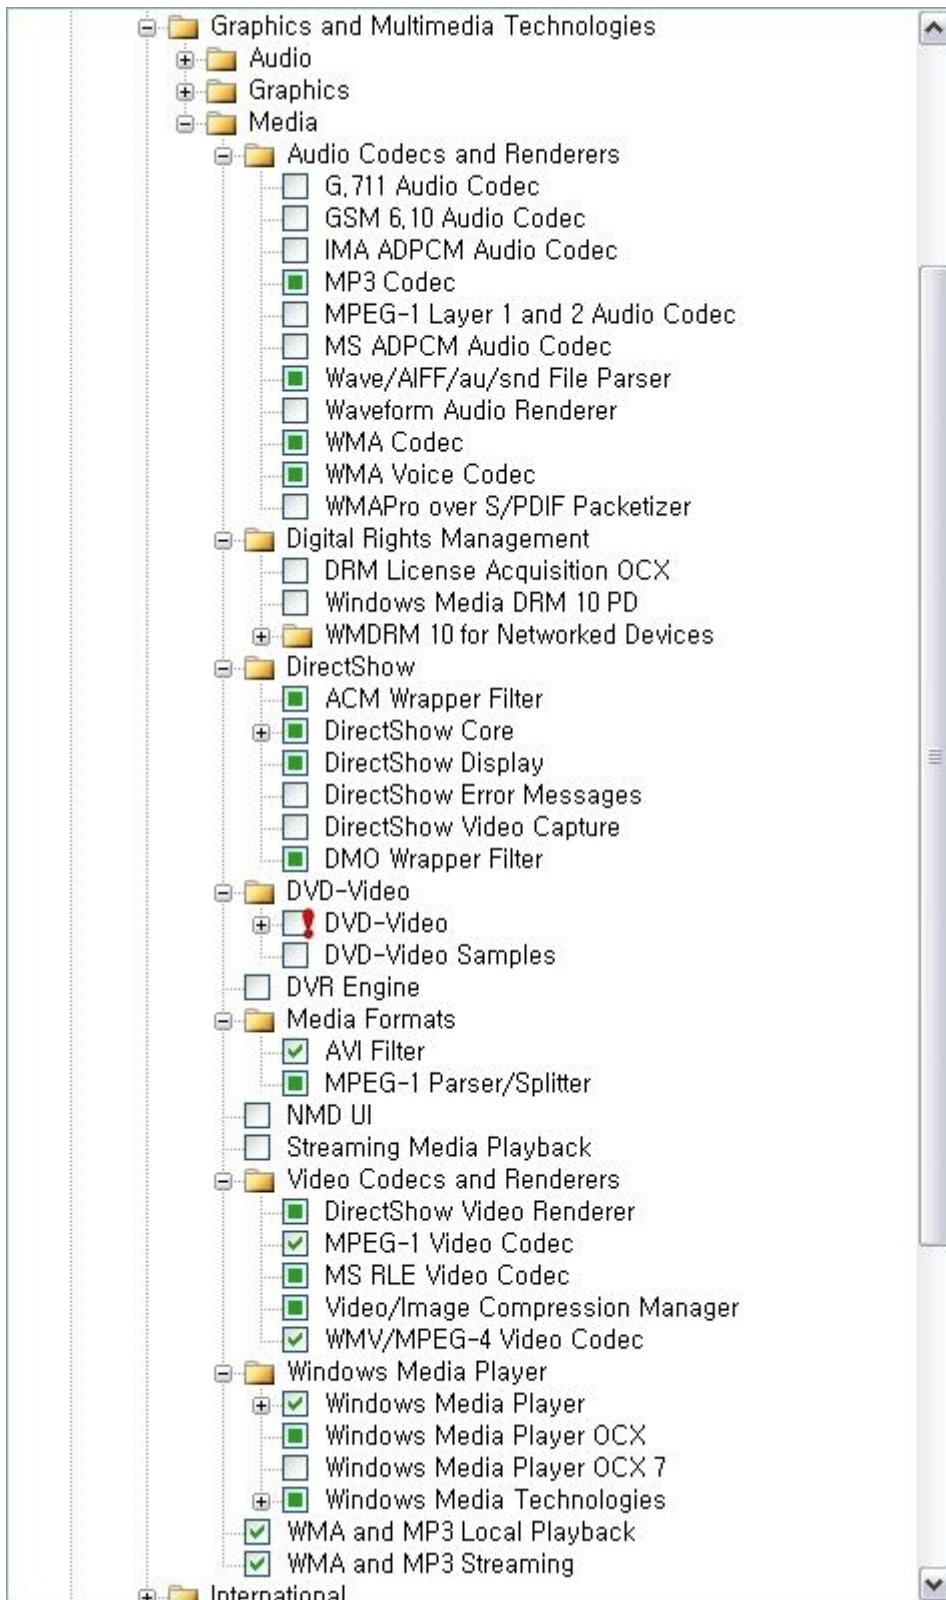 Graphics and Multimedia Technologies
Audio
Graphics
Media
Audio Codecs and Renderers
G.711 Audio Codec
GSM 6.10 Audio Codec
IMA ADPCM Audio Codec
MP3 Codec
MPEG-1 Layer 1 and 2 Audio Codec
MS ADPCM Audio Codec
Wave/AIFF/au/snd File Parser
Waveform Audio Renderer
WMA Codec
WMA Voice Codec
WMAPro over S/PDIF Packetizer
Digital Rights Management
DRM License Acquisition OCX
Windows Media DRM 10 PD
WMDRM 10 for Networked Devices
DirectShow
ACM Wrapper Filter
DirectShow Core
DirectShow Display
DirectShow Error Messages
DirectShow Video Capture
DMO Wrapper Filter
DVD-Video
DVD-Video
DVD-Video Samples
DVR Engine
Media Formats
AVI Filter
MPEG-1 Parser/Splitter
NMD UI
Streaming Media Playback
Video Codecs and Renderers
DirectShow Video Renderer
MPEG-1 Video Codec
MS RLE Video Codec
Video/Image Compression Manager
WMV/MPEG-4 Video Codec
Windows Media Player
Windows Media Player
Windows Media Player OCX
Windows Media Player OCX 7
Windows Media Technologies
WMA and MP3 Local Playback
WMA and MP3 Streaming
International